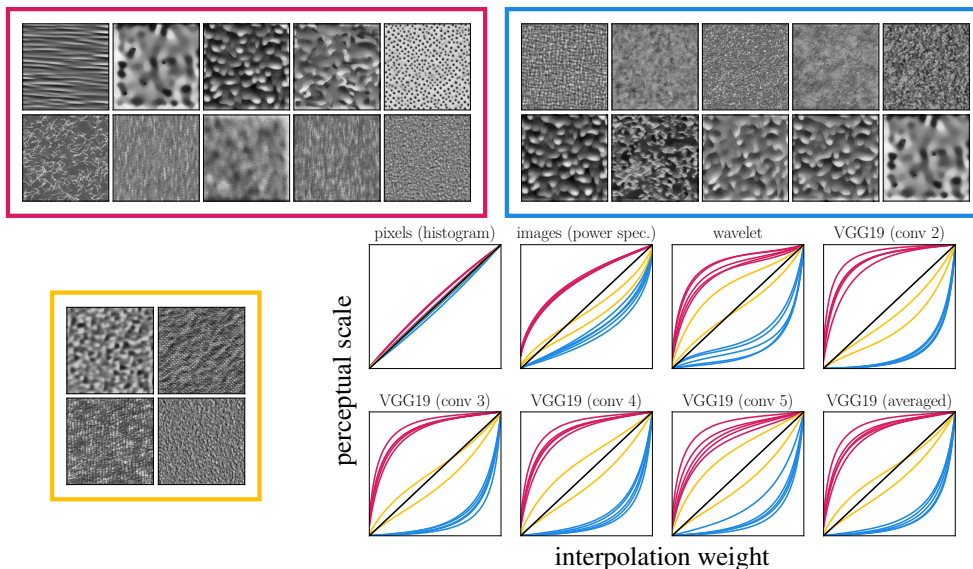 pixels (histogram)
images (power spec.)
wavelet
VGG19 (conv 2)
VGG19 (conv 3)
VGG19 (conv 4)
VGG19 (conv 5)
VGG19 (averaged)
perceptual scale
interpolation weight